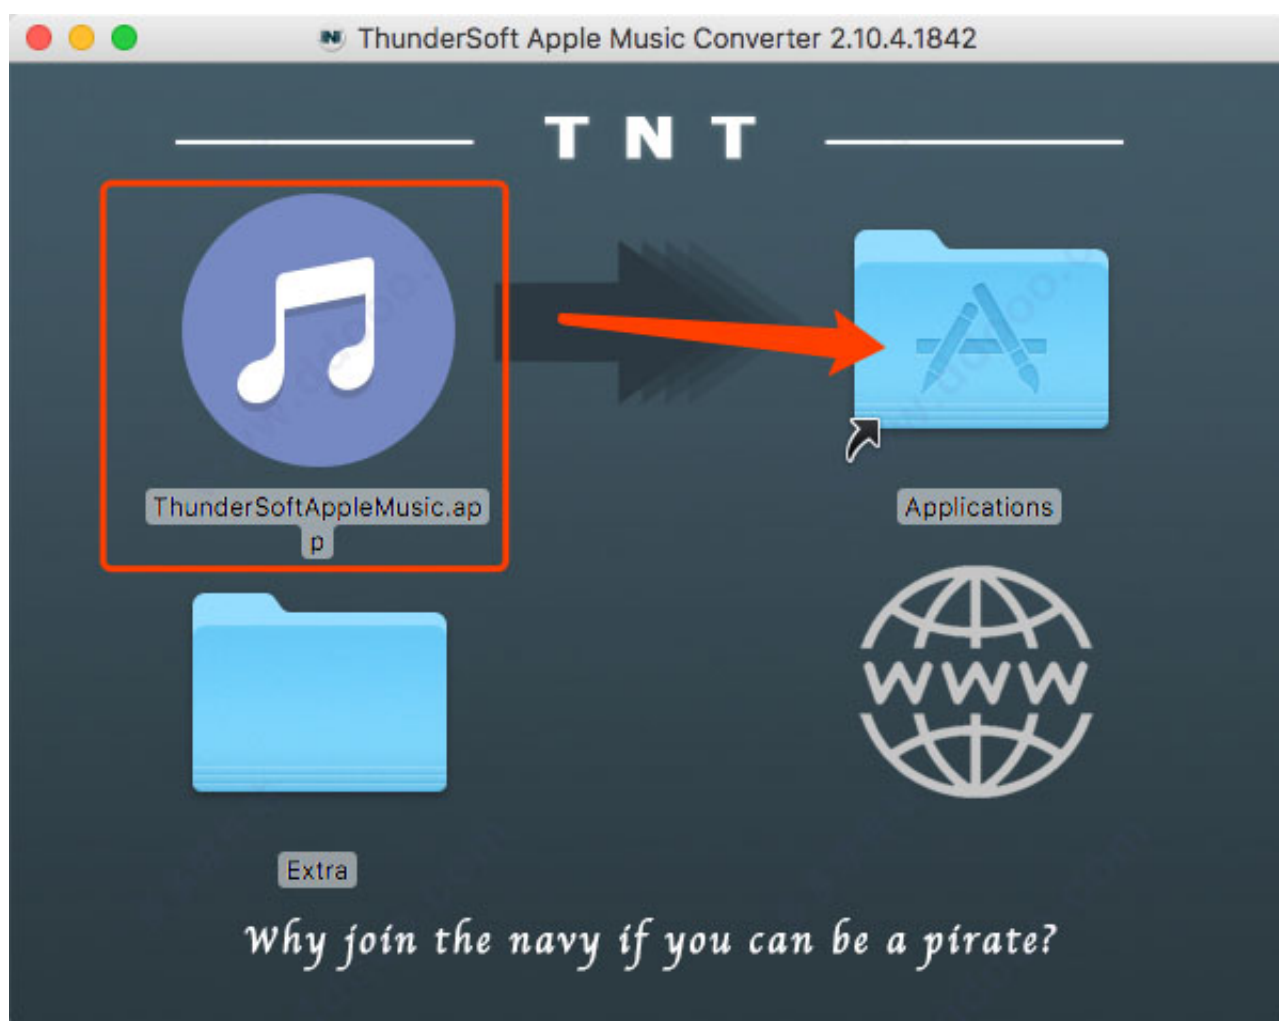 ThunderSoft Apple Music Converter 2.10.4.1842
TNT
ThunderSoftAppleMusic.ap
p
Applications
www
Extra
Why join the navy if you can be a pirate?